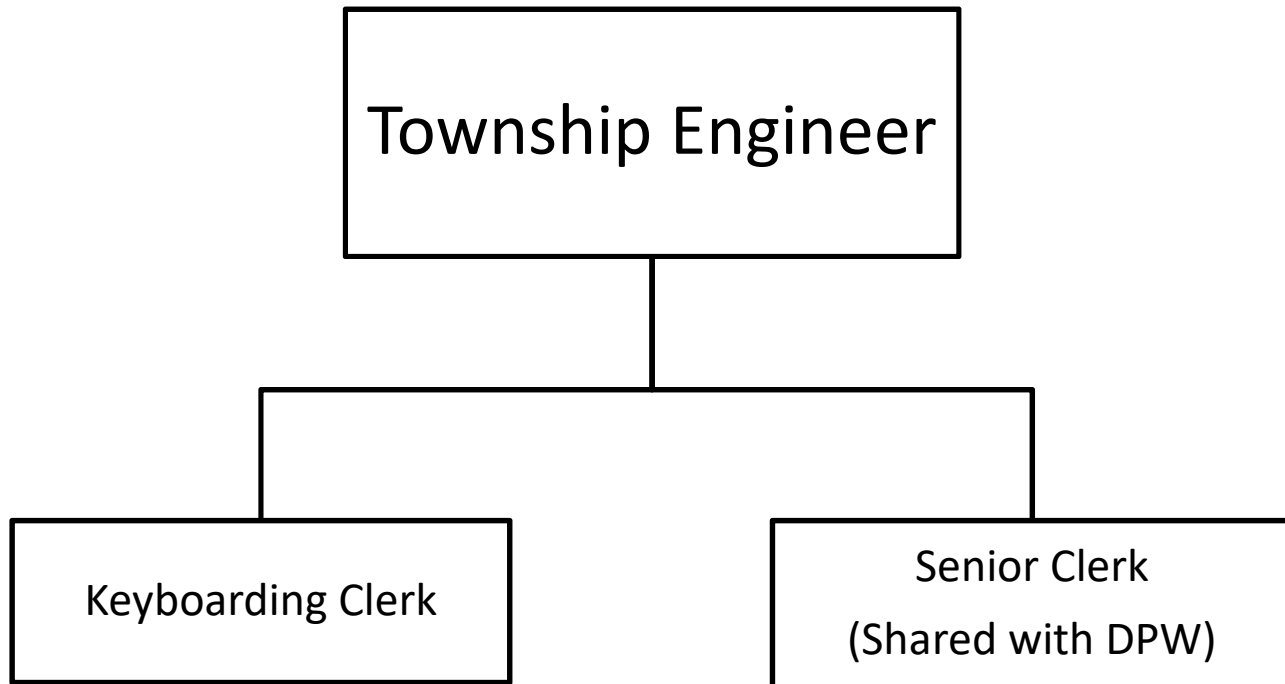 Township Engineer
Keyboarding Clerk
Senior Clerk
(Shared with DPW)